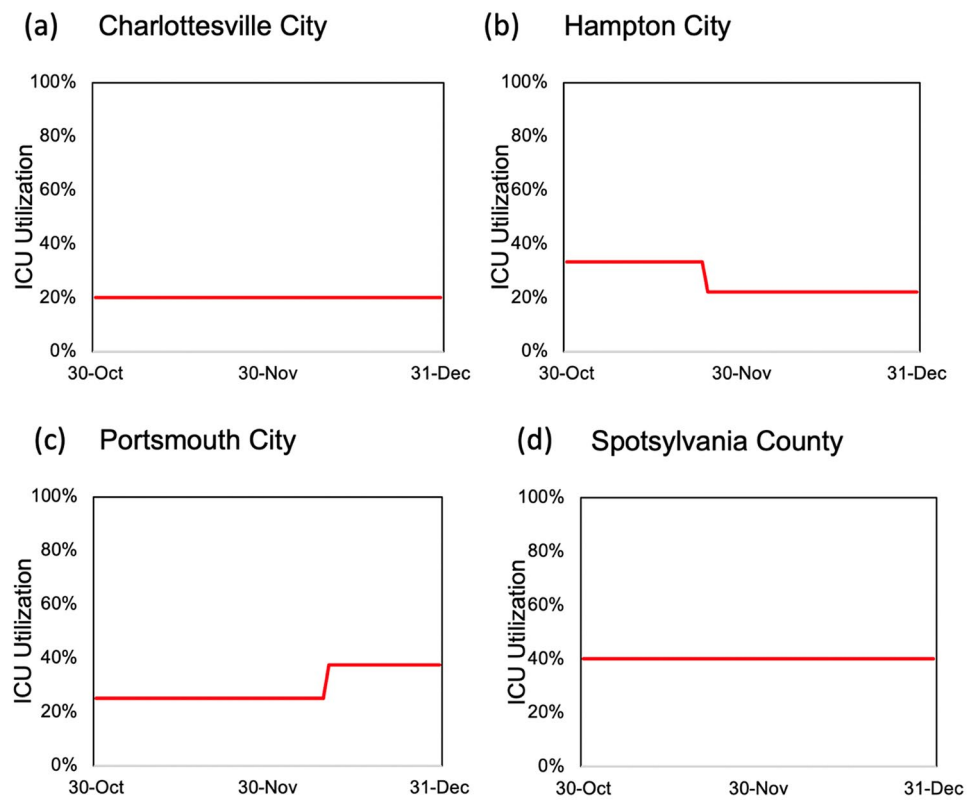 (a) Charlottesville City
100%
80%
60%
40%
20%
0%
ICU Utilization
30-Oct 30-Nov 31-Dec
(b) Hampton City
100%
80%
60%
40%
20%
0%
ICU Utilization
30-Oct 30-Nov 31-Dec
(c) Portsmouth City
100%
80%
60%
40%
20%
0%
ICU Utilization
30-Oct 30-Nov 31-Dec
(d) Spotsylvania County
100%
80%
60%
40%
20%
0%
ICU Utilization
30-Oct 30-Nov 31-Dec